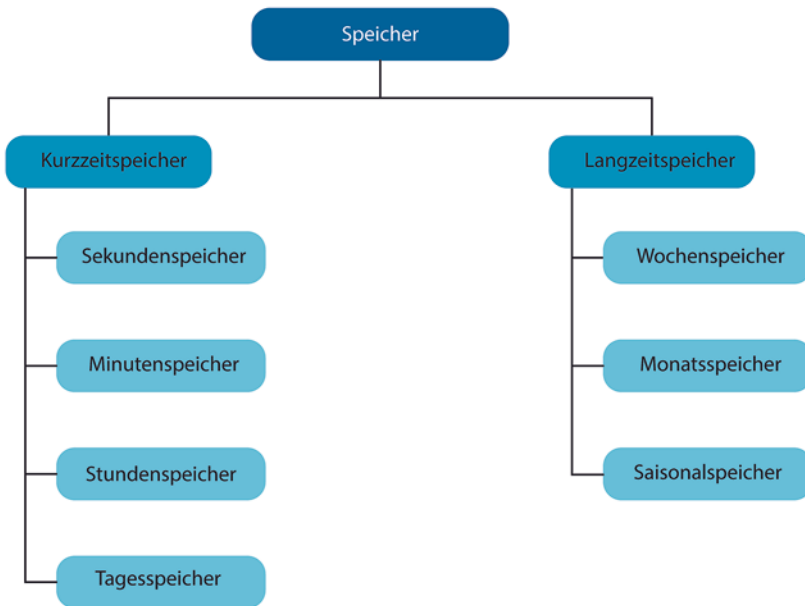 Speicher
Kurzzeitspeicher
Langzeitspeicher
Sekundenspeicher
Wochenspeicher
Minutenspeicher
Monatsspeicher
Stundenspeicher
Saisonalspeicher
Tagesspeicher